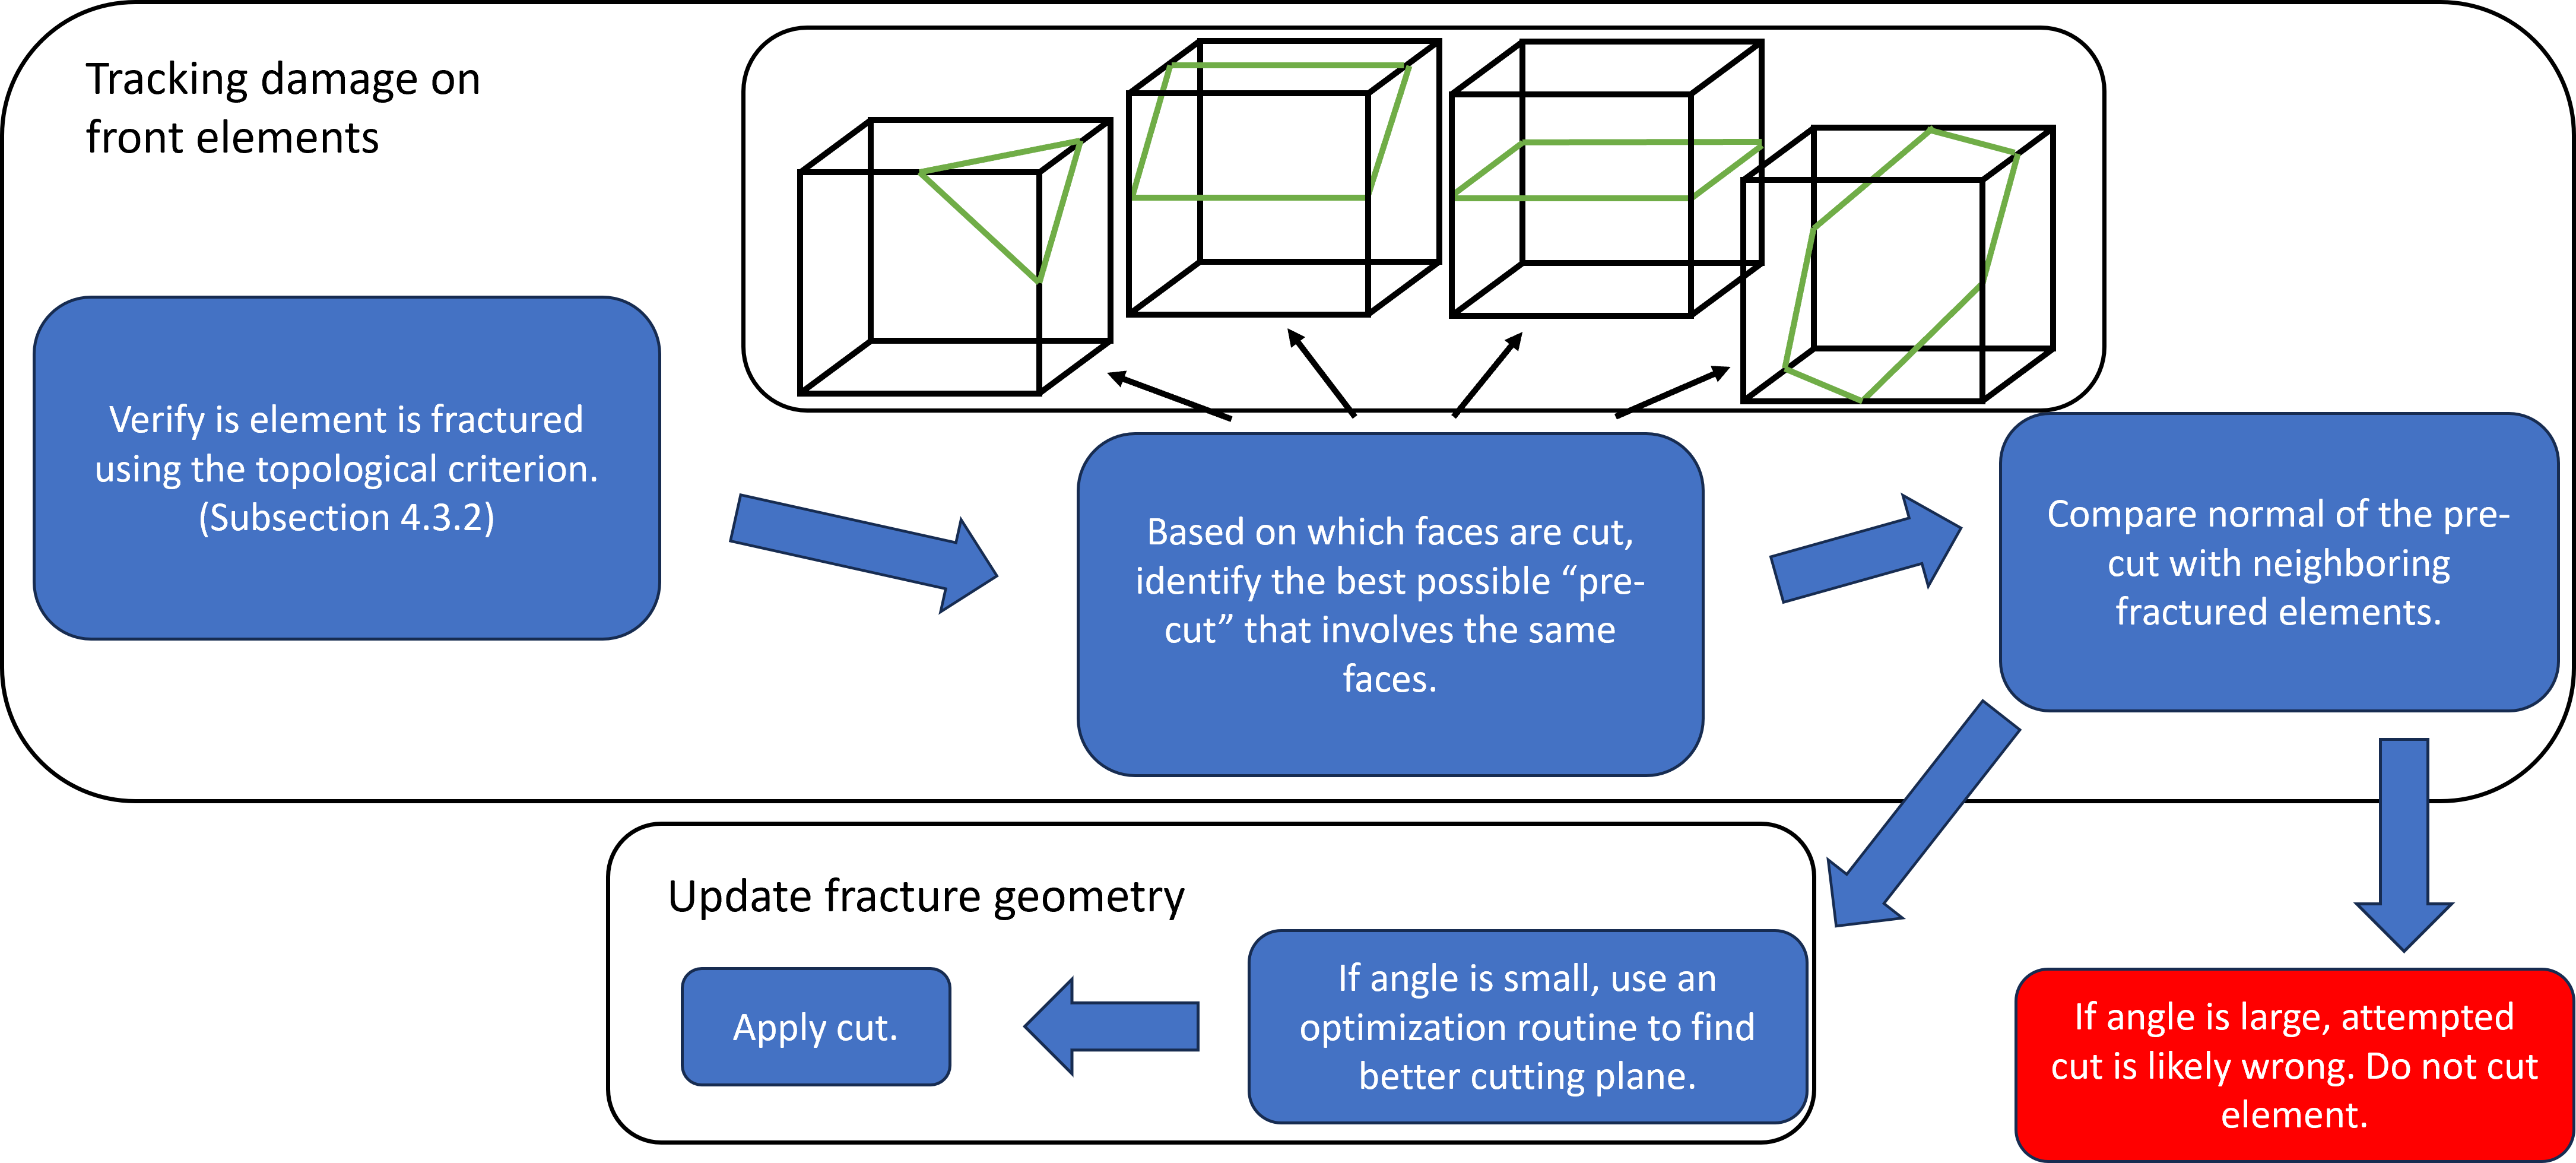 Tracking damage on
front elements
Verify is element is fractured
using the topological criterion.
(Subsection 4.3.2)
Based on which faces are cut,
identify the best possible “pre-
cut” that involves the same
faces.
Compare normal of the pre-
cut with neighboring
fractured elements.
Update fracture geometry
Apply cut.
If angle is small, use an
optimization routine to find
better cutting plane.
If angle is large, attempted
cut is likely wrong. Do not cut
element.